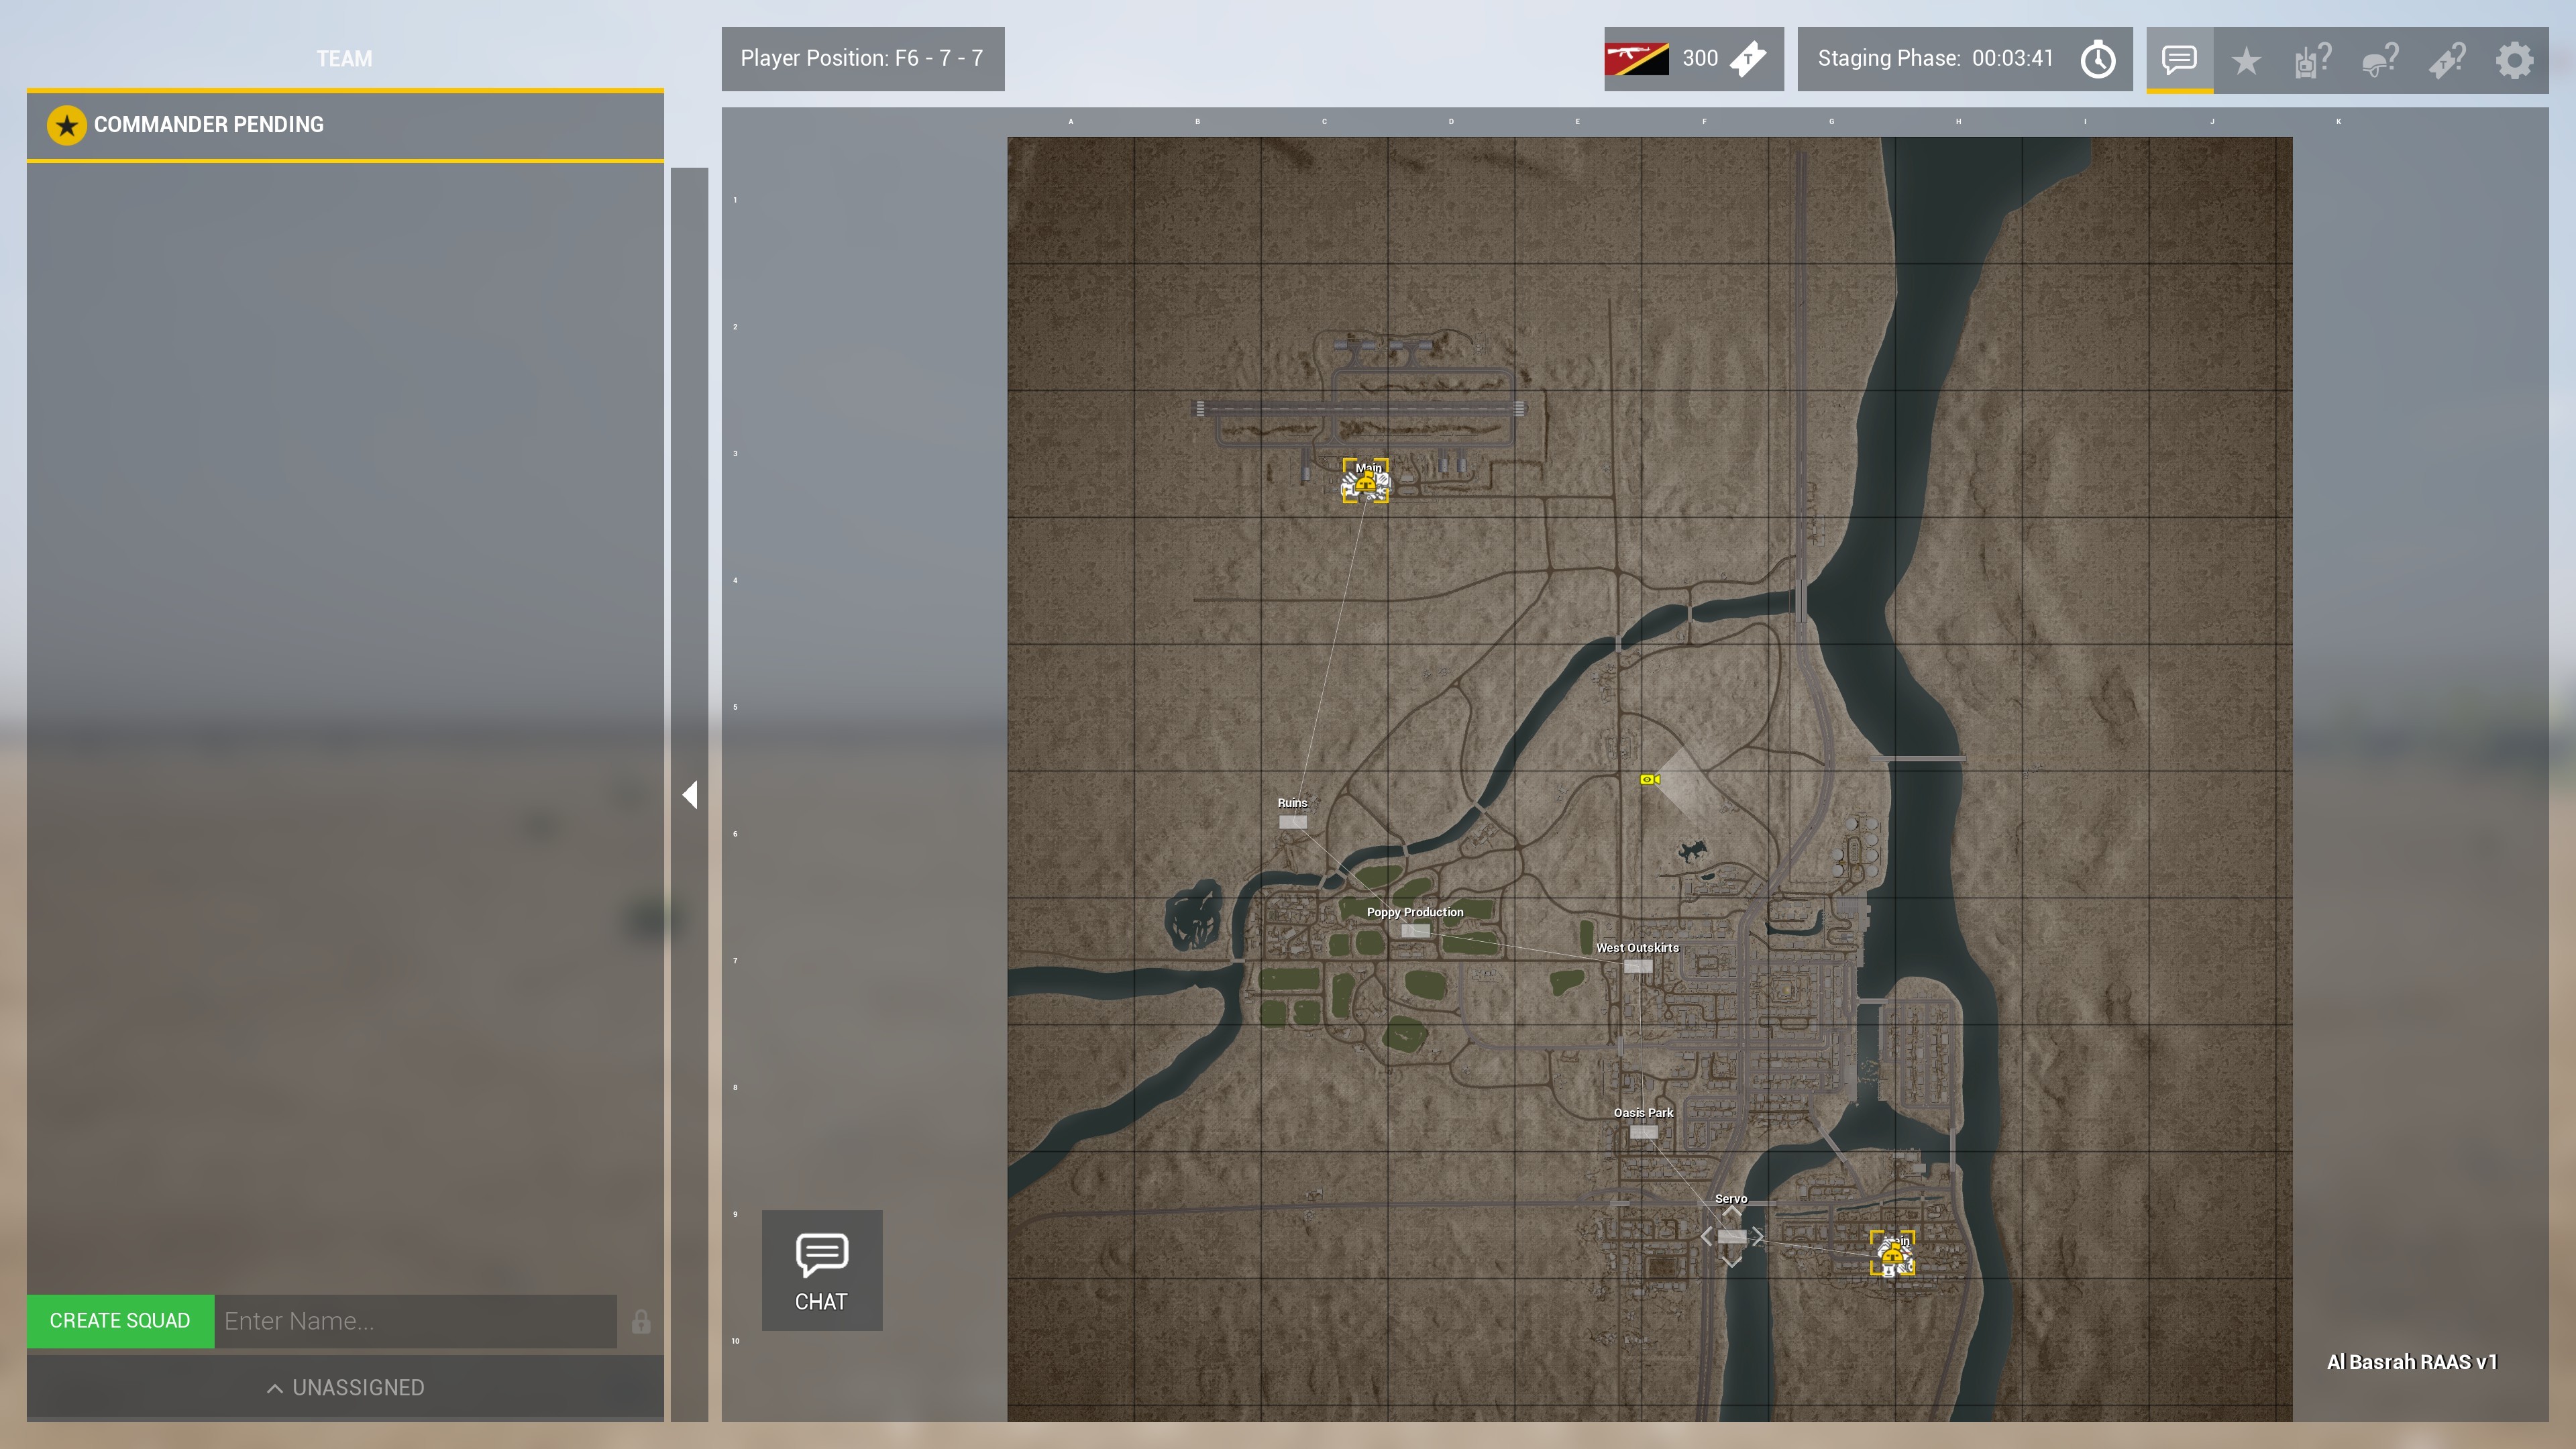 TEAM
Player Position: F6 - 7 - 7
300
T
Staging Phase: 00:03:41
?
?
T?
COMMANDER PENDING
A B C D E F G H I J K
1
2
3
Main
4
5
Ruins
6
Poppy Production
West Outskirts
7
8
Oasis Park
Servo
9
CHAT
10
CREATE SQUAD
Enter Name...
UNASSIGNED
Al Basrah RAAS v1